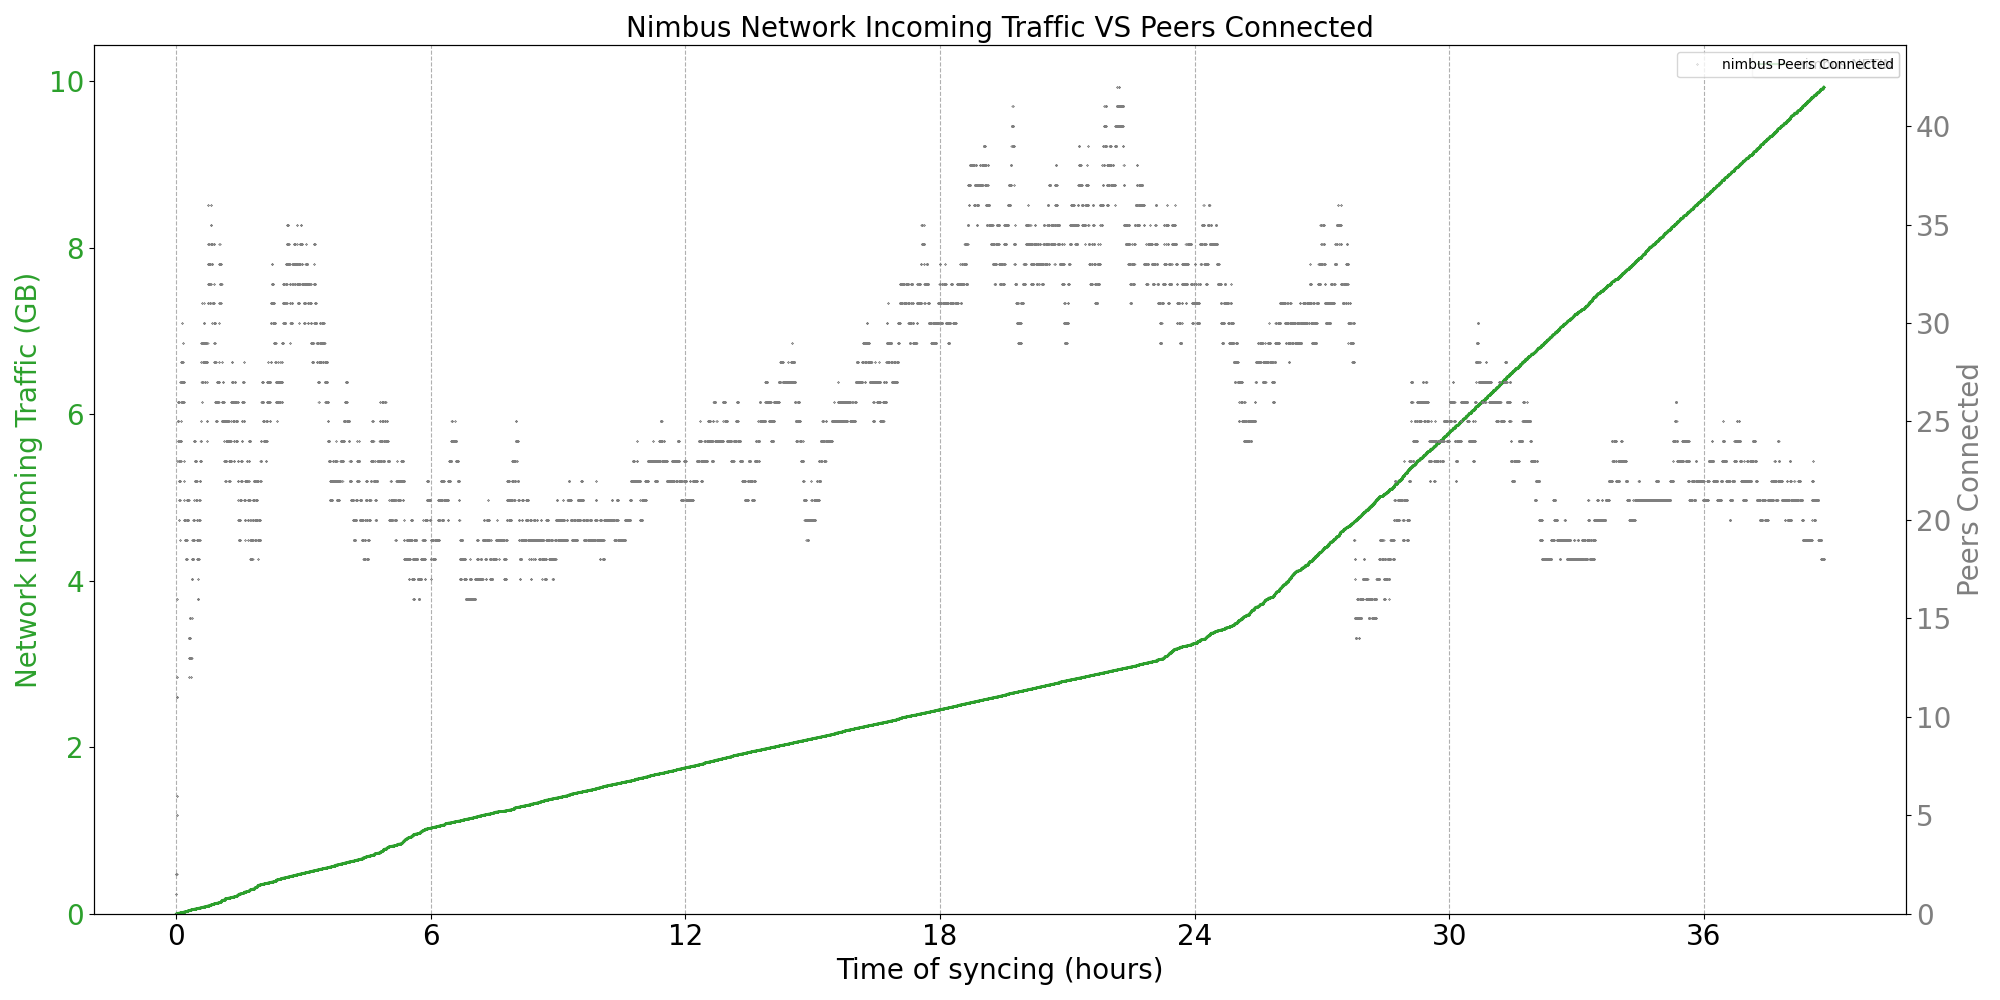 Nimbus Network Incoming Traffic VS Peers Connected
nimbus Peers Connected
Network Incoming Traffic (GB)
10
8
6
4
2
0
40
35
30
25
20
15
10
5
0
Peers Connected
0 6 12 18 24 30 36
Time of syncing (hours)